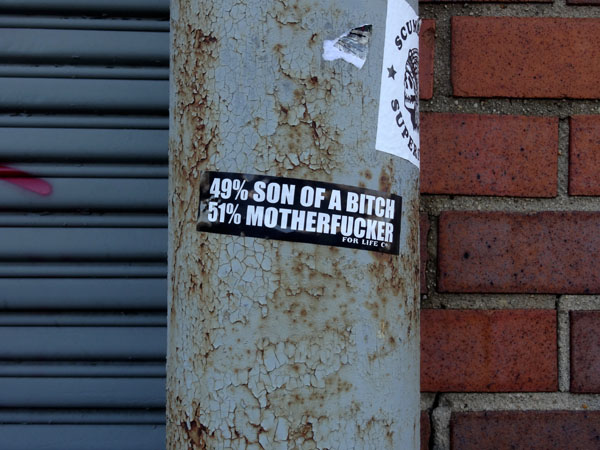 49% SON OF A BITCH
51% MOTHERFUCKER
FOR LIFE